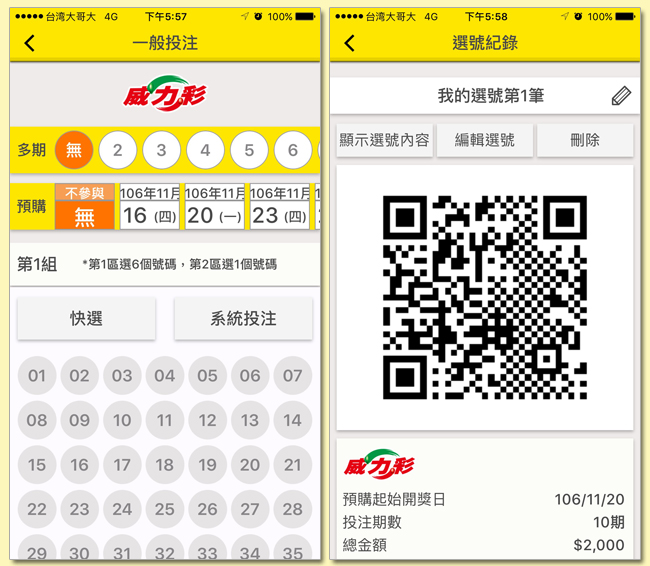 台湾大哥大 4G 下午5:57 100%
一般投注
威力彩
多期 無 2 3 4 5 6
預購 不參與 無 106年11月 16 (四) 106年11月 20 (一) 106年11月 23 (四)
第1組 *第1區選6個號碼，第2區選1個號碼
快選 系統投注
01 02 03 04 05 06 07
08 09 10 11 12 13 14
15 16 17 18 19 20 21
22 23 24 25 26 27 28
29 30 31 32 33 34 35
台湾大哥大 4G 下午5:58 100%
選號紀錄
我的選號第1筆
顯示選號內容 編輯選號 刪除
威力彩
預購起始開獎日 106/11/20
投注期數 10期
總金額 $2,000